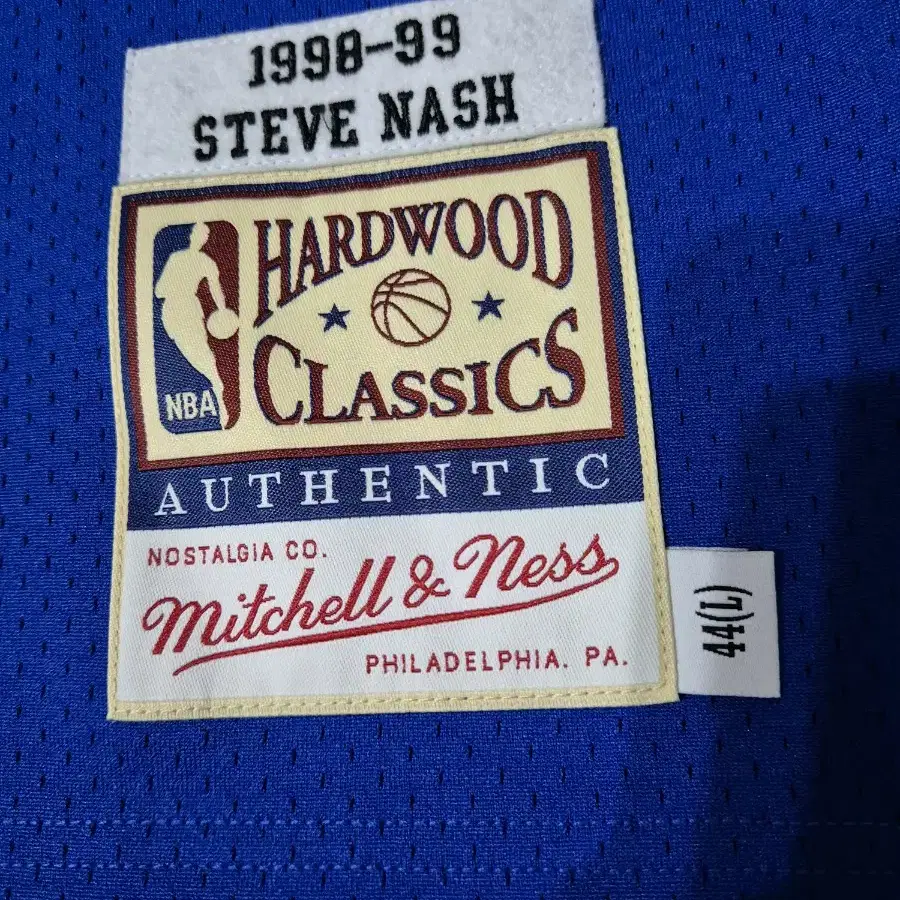 1998-99
STEVE NASH
HARDWOOD
CLASSICS
NBA
AUTHENTIC
NOSTALGIA CO.
Mitchell & Ness
PHILADELPHIA. PA.
44(L)